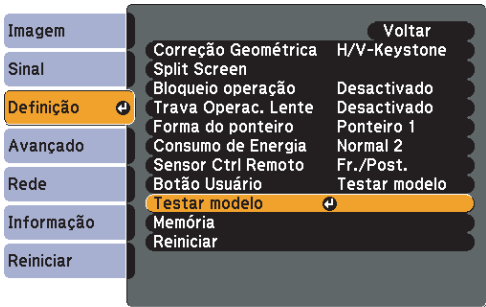 Imagem
Sinal
Definição
Avançado
Rede
Informação
Reiniciar
Voltar
Correção Geométrica H/V-Keystone
Split Screen
Bloqueio operação Desactivado
Trava Operac. Lente Desactivado
Forma do ponteiro Ponteiro 1
Consumo de Energia Normal 2
Sensor Ctrl Remoto Fr./Post.
Botão Usuário Testar modelo
Testar modelo
Memória
Reiniciar